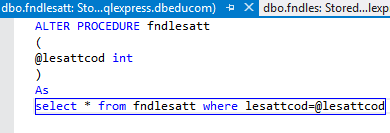 dbo.fndlesatt: Sto...qlexpress.dbeducom) dbo.fndles: Stored...lexp
ALTER PROCEDURE fndlesatt
(
@lesattcod int
)
As
select * from fndlesatt where lesattcod=@lesattcod